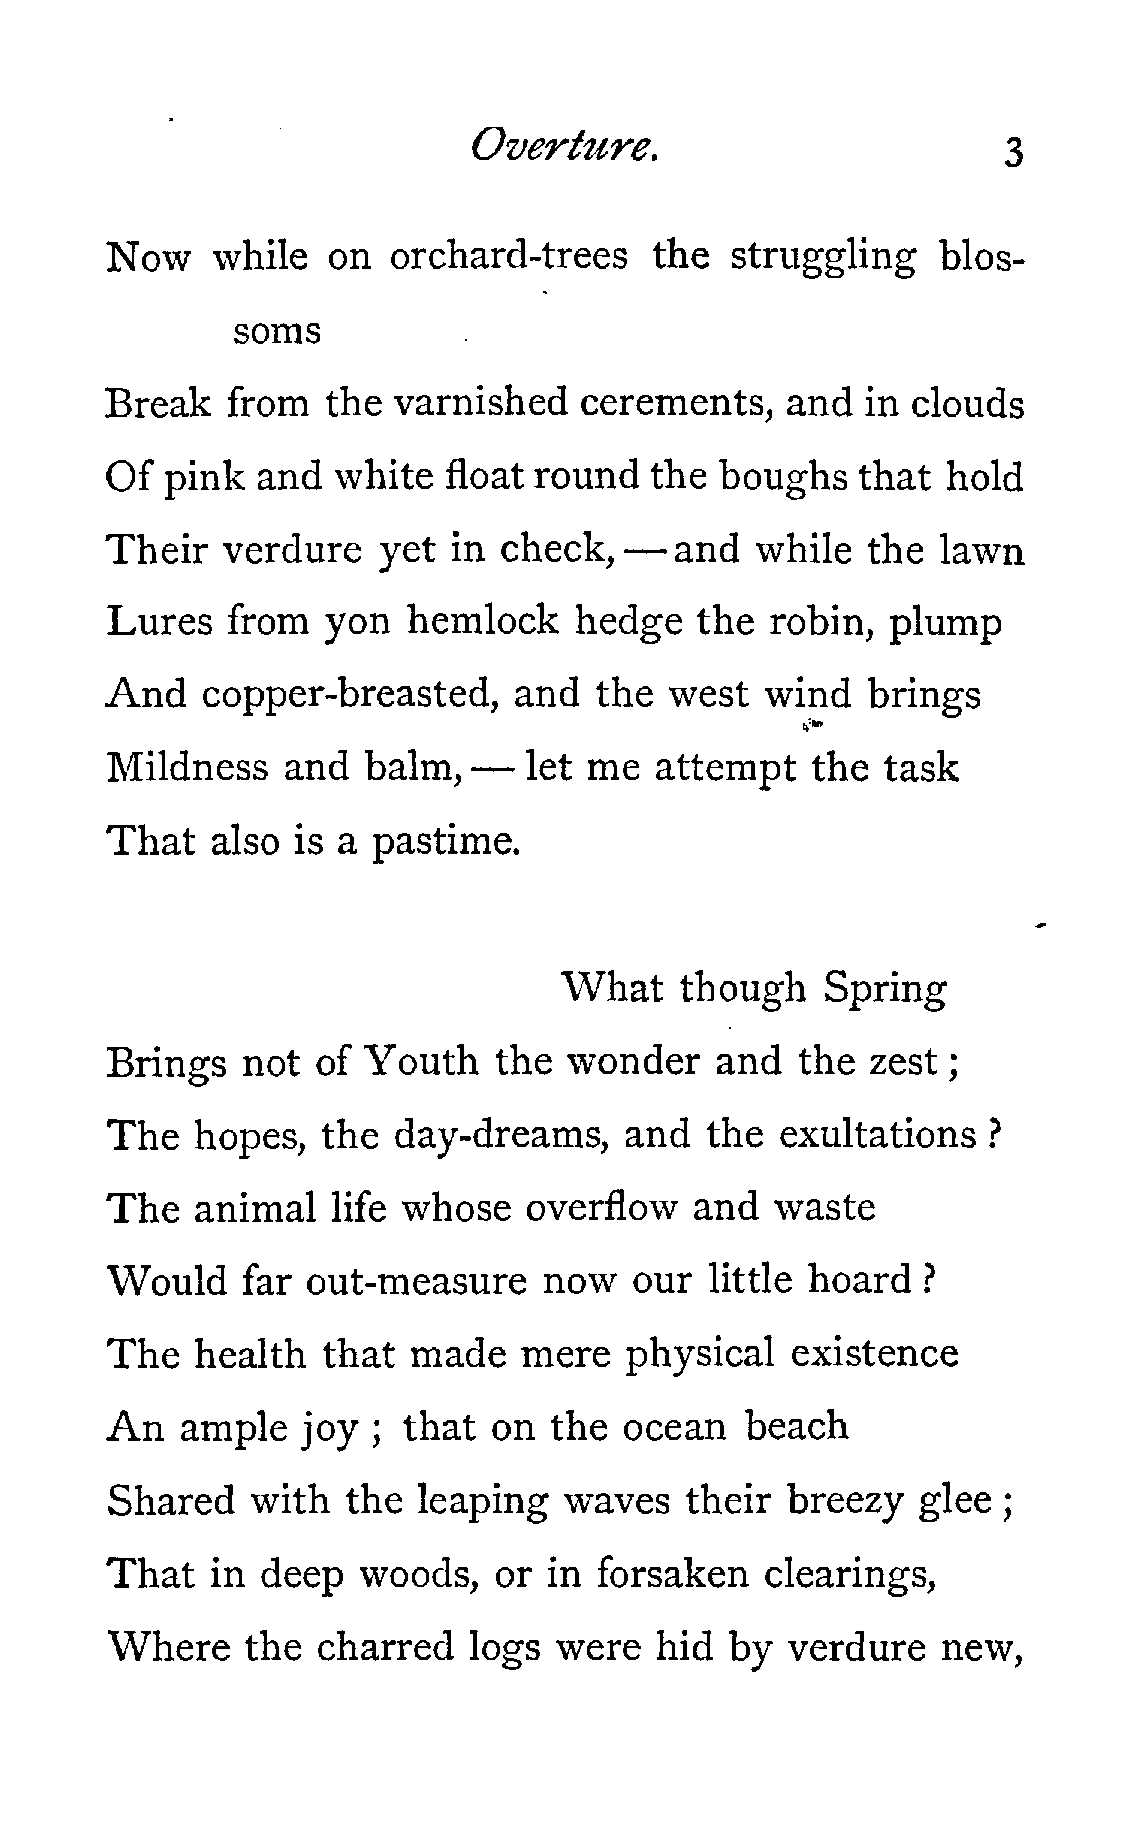 Overture. 3
Now while on orchard-trees the struggling blos-
soms
Break from the varnished cerements, and in clouds
Of pink and white float round the boughs that hold
Their verdure yet in check, — and while the lawn
Lures from yon hemlock hedge the robin, plump
And copper-breasted, and the west wind brings
Mildness and balm, — let me attempt the task
That also is a pastime.
What though Spring
Brings not of Youth the wonder and the zest ;
The hopes, the day-dreams, and the exultations ?
The animal life whose overflow and waste
Would far out-measure now our little hoard ?
The health that made mere physical existence
An ample joy ; that on the ocean beach
Shared with the leaping waves their breezy glee ;
That in deep woods, or in forsaken clearings,
Where the charred logs were hid by verdure new,